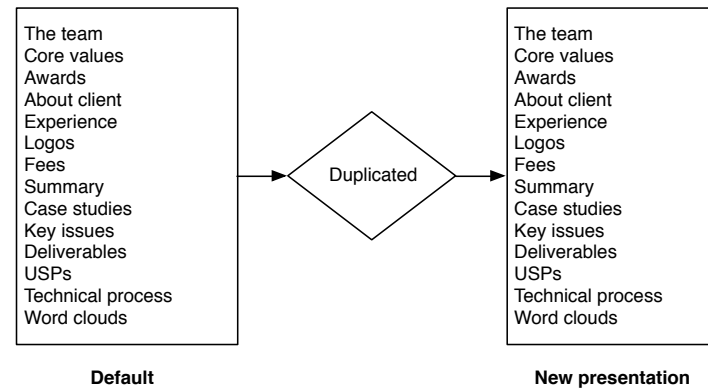 The team
Core values
Awards
About client
Experience
Logos
Fees
Summary
Case studies
Key issues
Deliverables
USPs
Technical process
Word clouds
Default
Duplicated
The team
Core values
Awards
About client
Experience
Logos
Fees
Summary
Case studies
Key issues
Deliverables
USPs
Technical process
Word clouds
New presentation